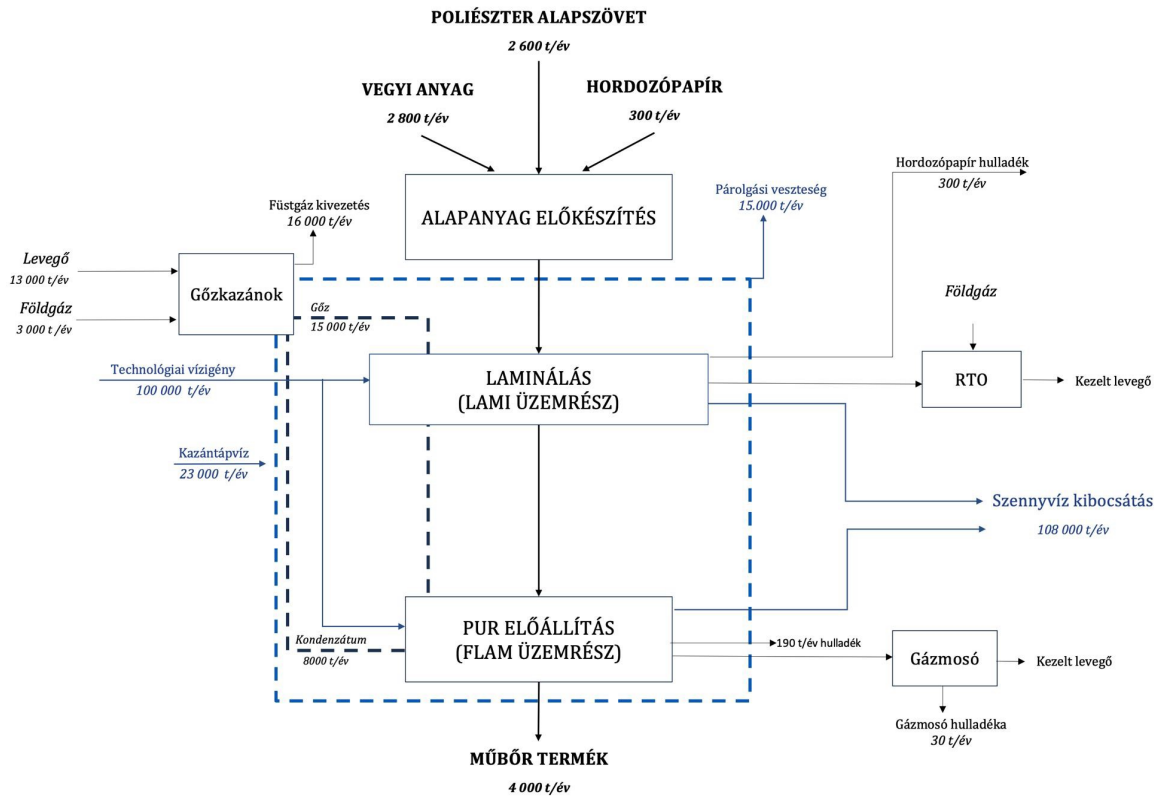 POLIÉSZTER ALAPSZÖVET
2 600 t/év
VEGYI ANYAG
2 800 t/év
HORDOZÓPAPÍR
300 t/év
ALAPANYAG ELŐKÉSZÍTÉS
Hordozópapír hulladék
300 t/év
Párolgási veszteség
15.000 t/év
Füstgáz kivezetés
16 000 t/év
Levegő
13 000 t/év
Földgáz
3 000 t /év
Gőzkazánok
Gőz
15 000 t/év
Technológiai vízigény
100 000 t/év
LAMINÁLÁS
(LAMI ÜZEMRÉSZ)
Földgáz
RTO
Kezelt levegő
Kazántápvíz
23 000 t/év
Szennyvíz kibocsátás
108 000 t/év
Kondenzátum
8000 t/év
PUR ELŐÁLLÍTÁS
(FLAM ÜZEMRÉSZ)
190 t/év hulladék
Gázmosó
Kezelt levegő
Gázmosó hulladéka
30 t/év
MŰBŐR TERMÉK
4 000 t/év